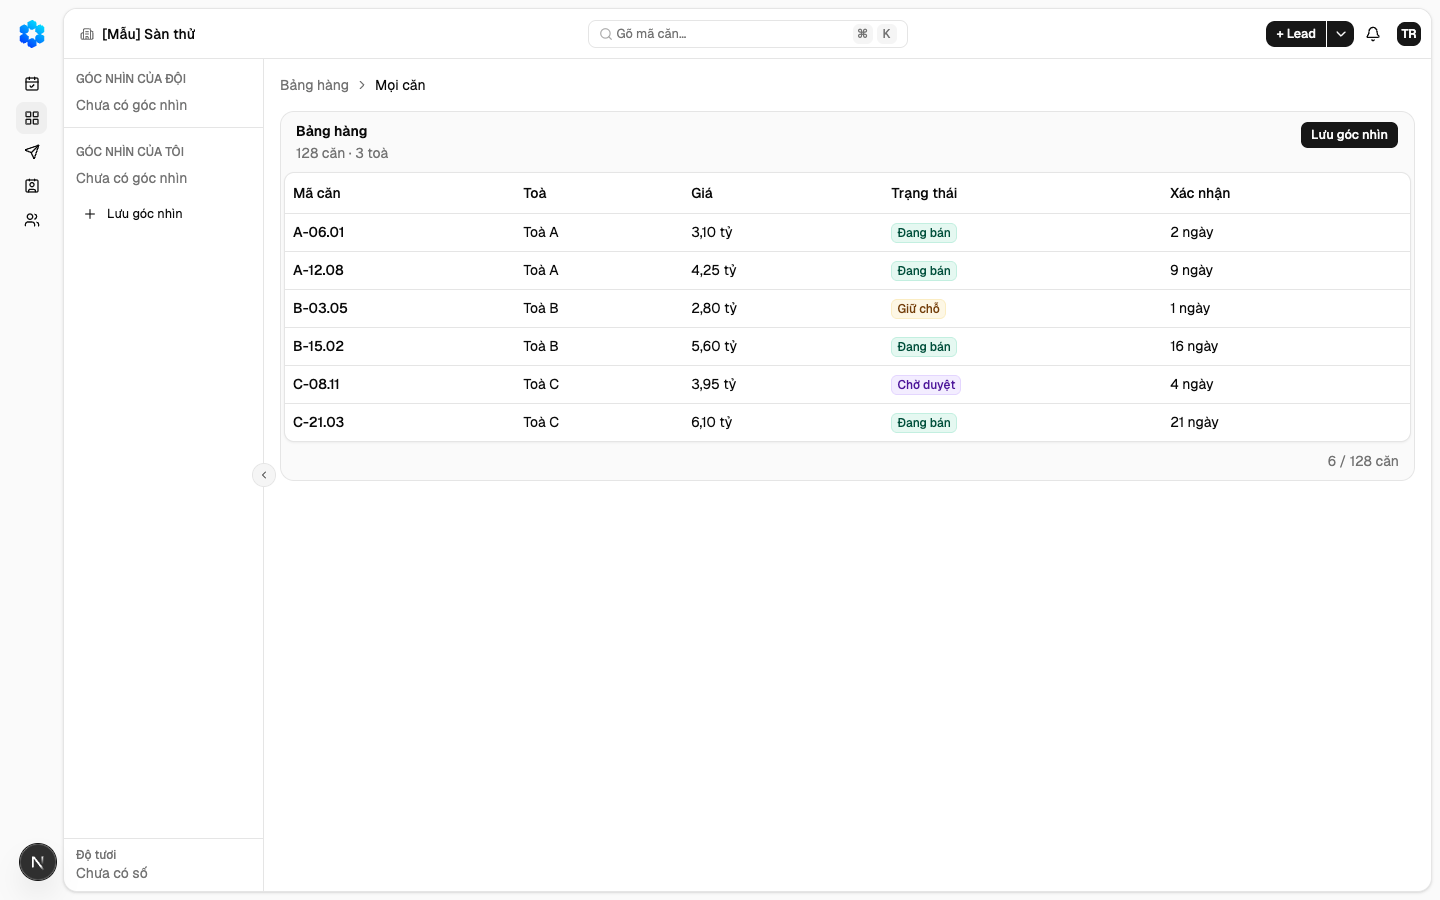 [Mẫu] Sàn thử
Gõ mã căn...
⌘ K
+ Lead
TR
GÓC NHÌN CỦA ĐỘI
Chưa có góc nhìn
GÓC NHÌN CỦA TÔI
Chưa có góc nhìn
Lưu góc nhìn
Độ tươi
Chưa có số
N
Bảng hàng > Mọi căn
Bảng hàng
128 căn · 3 toà
Lưu góc nhìn
Mã căn Toà Giá Trạng thái Xác nhận
A-06.01 Toà A 3,10 tỷ Đang bán 2 ngày
A-12.08 Toà A 4,25 tỷ Đang bán 9 ngày
B-03.05 Toà B 2,80 tỷ Giữ chỗ 1 ngày
B-15.02 Toà B 5,60 tỷ Đang bán 16 ngày
C-08.11 Toà C 3,95 tỷ Chờ duyệt 4 ngày
C-21.03 Toà C 6,10 tỷ Đang bán 21 ngày
6 / 128 căn